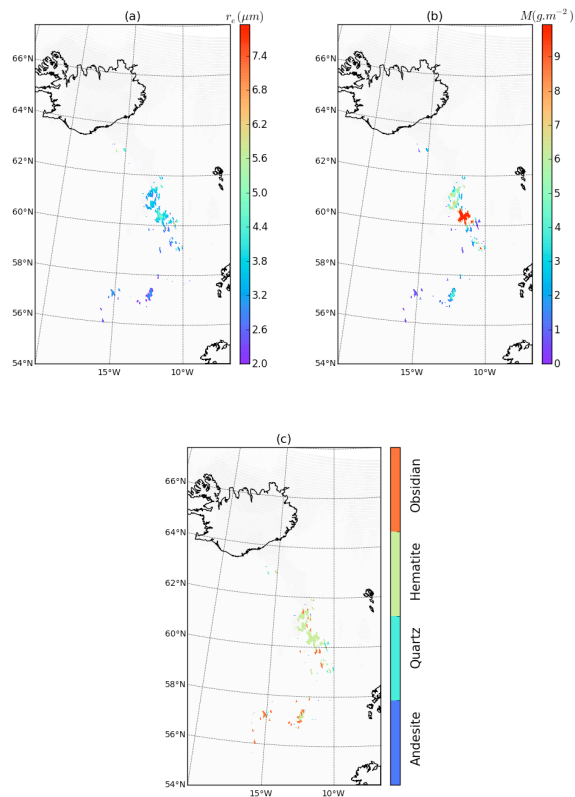 (a)
r_e(μm)
66°N
64°N
62°N
60°N
58°N
56°N
54°N
15°W
10°W
7.4
6.8
6.2
5.6
5.0
4.4
3.8
3.2
2.6
2.0
(b)
M(g.m⁻²)
66°N
64°N
62°N
60°N
58°N
56°N
54°N
15°W
10°W
9
8
7
6
5
4
3
2
1
0
(c)
66°N
64°N
62°N
60°N
58°N
56°N
54°N
15°W
10°W
Obsidian
Hematite
Quartz
Andesite